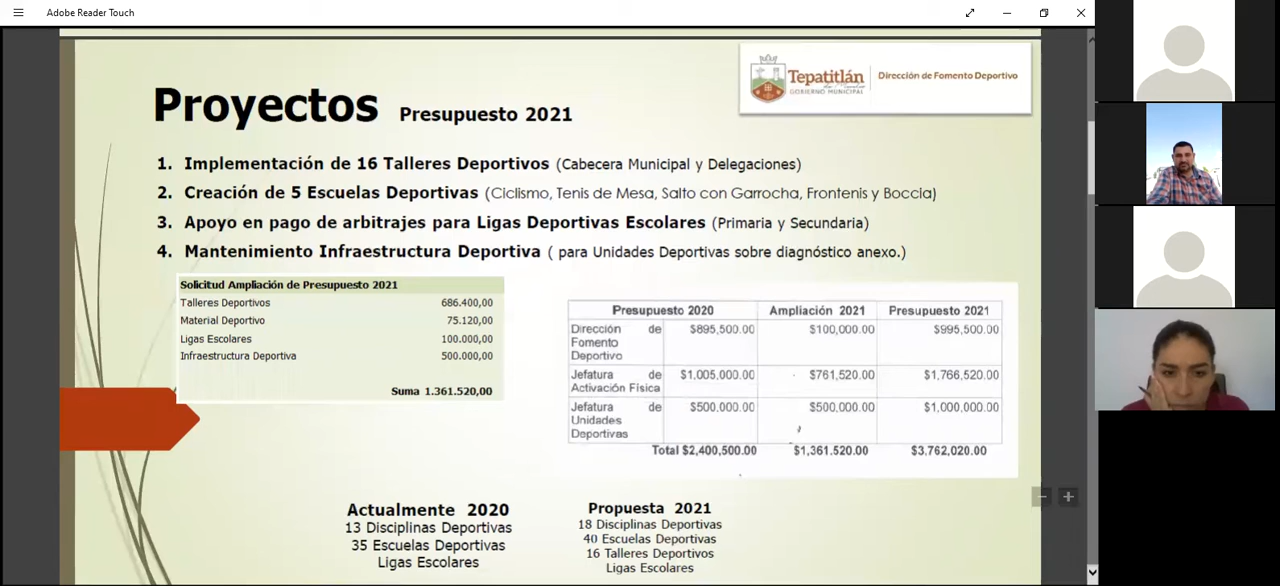 Adobe Reader Touch
Tepatitlán
de Morelos
GOBIERNO MUNICIPAL
Dirección de Fomento Deportivo
Proyectos Presupuesto 2021
1. Implementación de 16 Talleres Deportivos (Cabecera Municipal y Delegaciones)
2. Creación de 5 Escuelas Deportivas (Ciclismo, Tenis de Mesa, Salto con Garrocha, Frontenis y Boccia)
3. Apoyo en pago de arbitrajes para Ligas Deportivas Escolares (Primaria y Secundaria)
4. Mantenimiento Infraestructura Deportiva ( para Unidades Deportivas sobre diagnóstico anexo.)
Solicitud Ampliación de Presupuesto 2021
Talleres Deportivos 686.400,00
Material Deportivo 75.120,00
Ligas Escolares 100.000,00
Infraestructura Deportiva 500.000,00
Suma 1.361.520,00
Presupuesto 2020 Ampliación 2021 Presupuesto 2021
Dirección de $895,500.00 $100,000.00 $995,500.00
Fomento
Deportivo
Jefatura de $1,005,000.00 $761,520.00 $1,766,520.00
Activación Física
Jefatura de $500,000.00 $500,000.00 $1,000,000.00
Unidades
Deportivas
Total $2,400,500.00 $1,361.520.00 $3,762,020.00
Actualmente 2020
13 Disciplinas Deportivas
35 Escuelas Deportivas
Ligas Escolares
Propuesta 2021
18 Disciplinas Deportivas
40 Escuelas Deportivas
16 Talleres Deportivos
Ligas Escolares